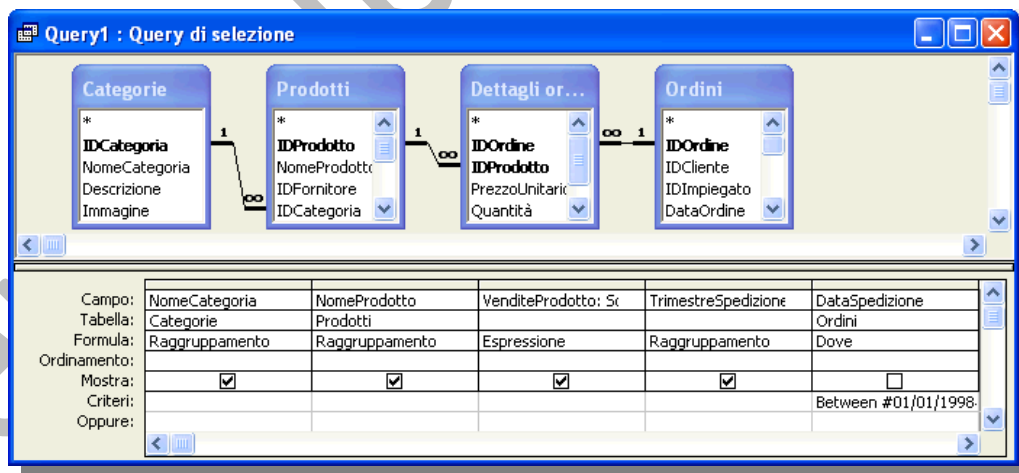 Query1 : Query di selezione
Categorie
*
IDCategoria
NomeCategoria
Descrizione
Immagine
1
∞
Prodotti
*
IDProdotto
NomeProdotto
IDFornitore
IDCategoria
1
∞
Dettagli or...
*
IDOrdine
IDProdotto
PrezzoUnitario
Quantità
∞ 1
Ordini
*
IDOrdine
IDCliente
IDImpiegato
DataOrdine
Campo: NomeCategoria NomeProdotto VenditeProdotto: Sc TrimestreSpedizione DataSpedizione
Tabella: Categorie Prodotti Ordini
Formula: Raggruppamento Raggruppamento Espressione Raggruppamento Dove
Ordinamento:
Mostra:
Criteri: Between #01/01/1998
Oppure: